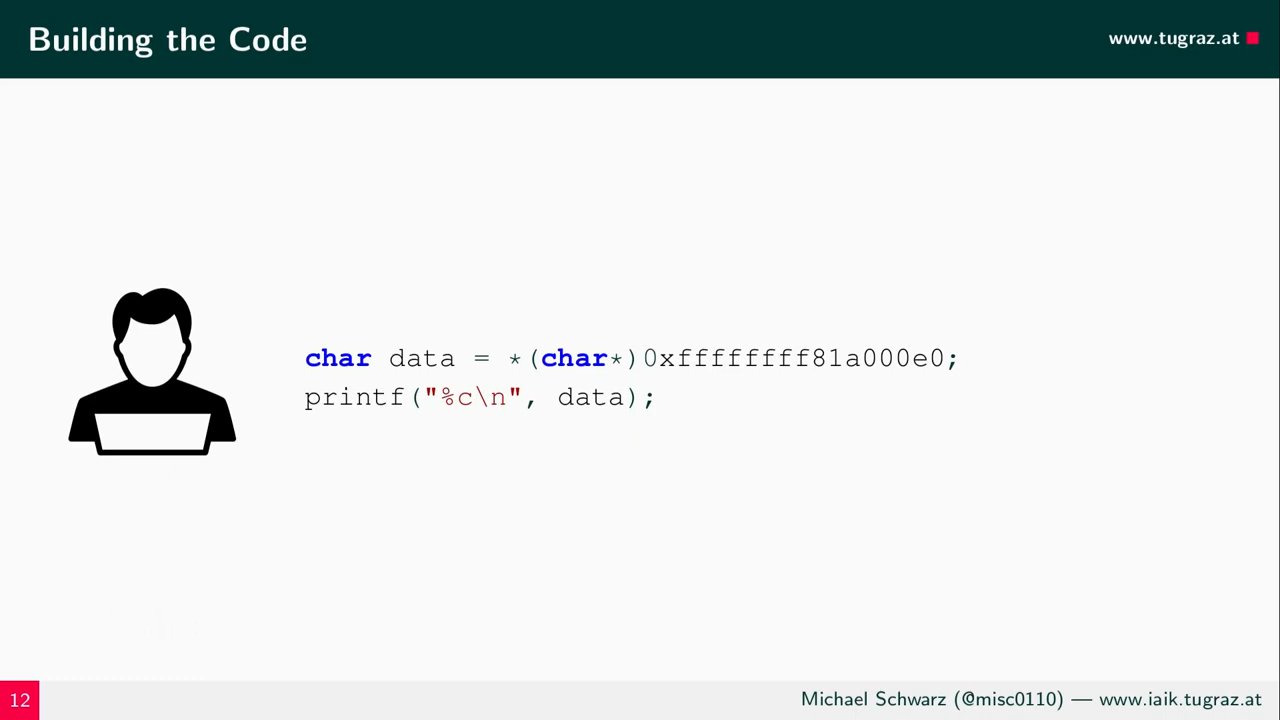 Building the Code
www.tugraz.at
char data = *(char*)0xffffffff81a000e0;
printf("%c\n", data);
12
Michael Schwarz (@misc0110) — www.iaik.tugraz.at